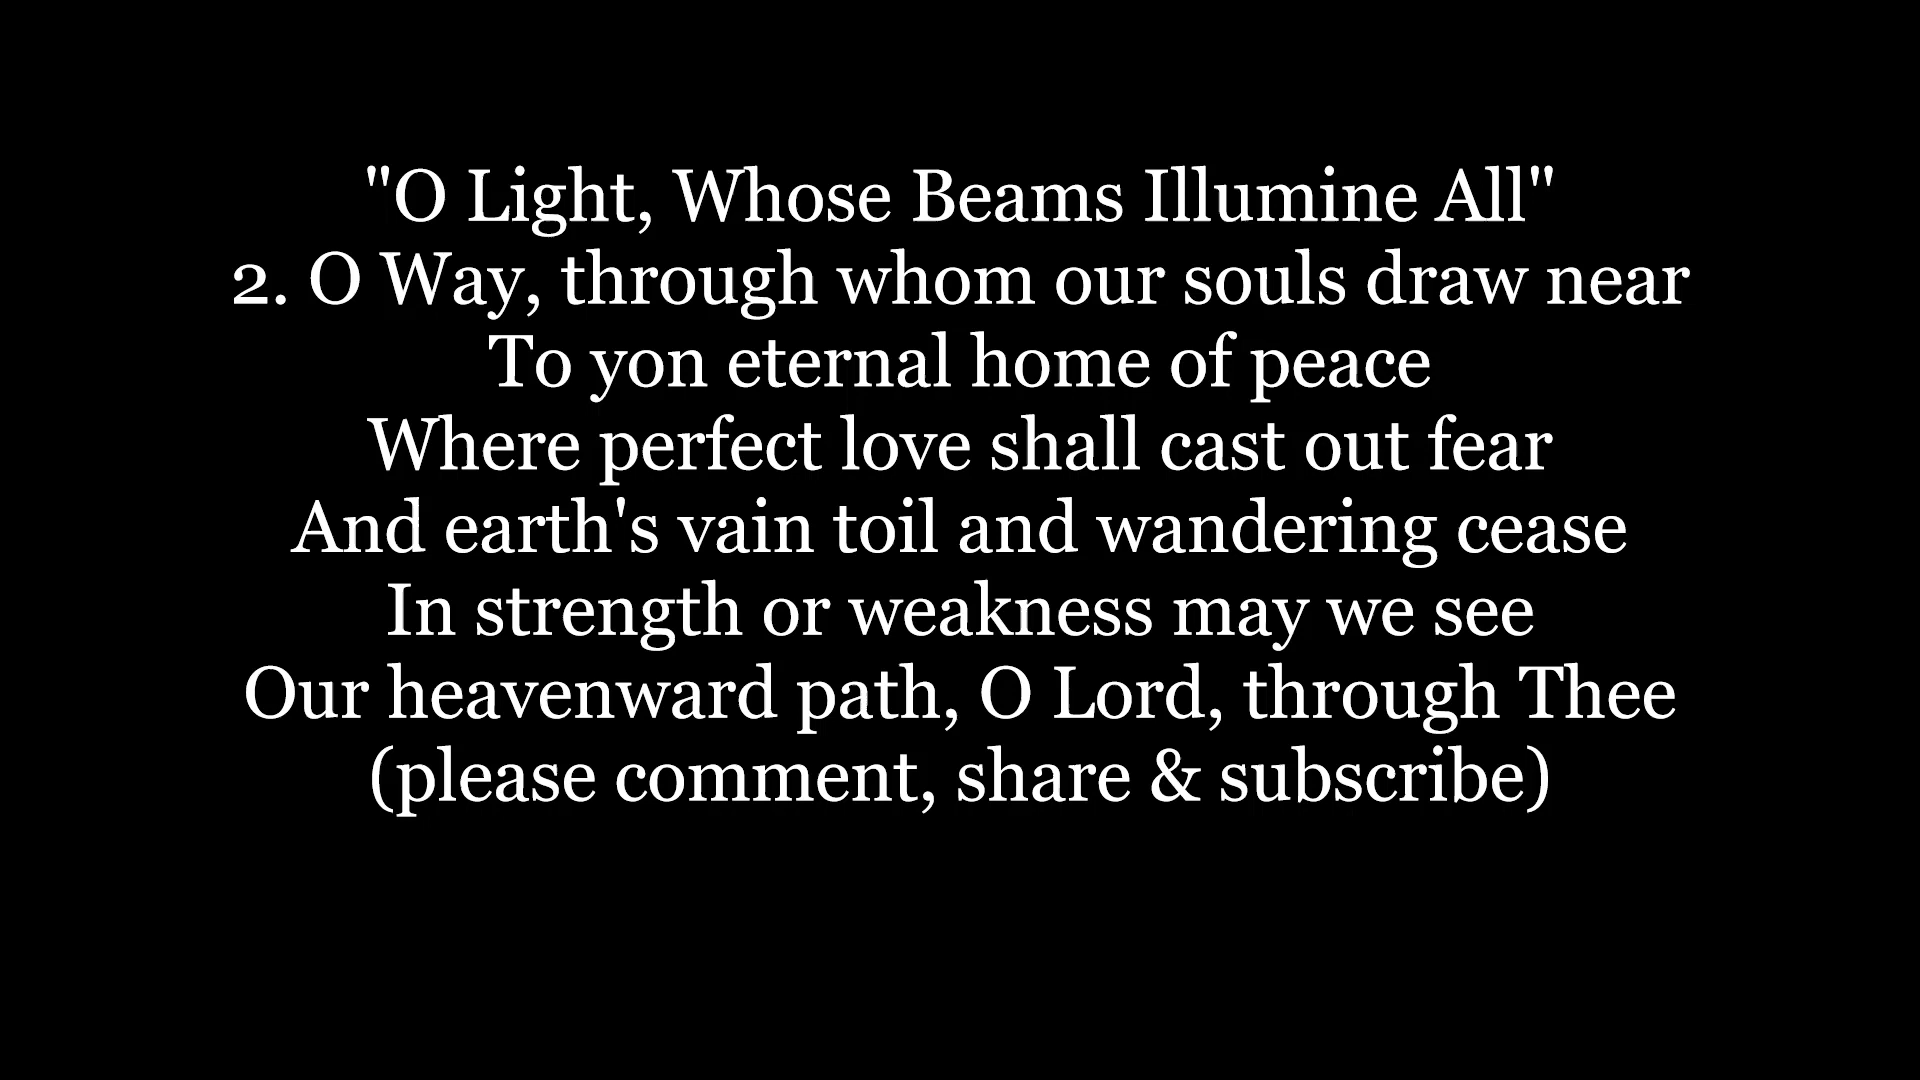 "O Light, Whose Beams Illumine All"
2. O Way, through whom our souls draw near
To yon eternal home of peace
Where perfect love shall cast out fear
And earth's vain toil and wandering cease
In strength or weakness may we see
Our heavenward path, O Lord, through Thee
(please comment, share & subscribe)